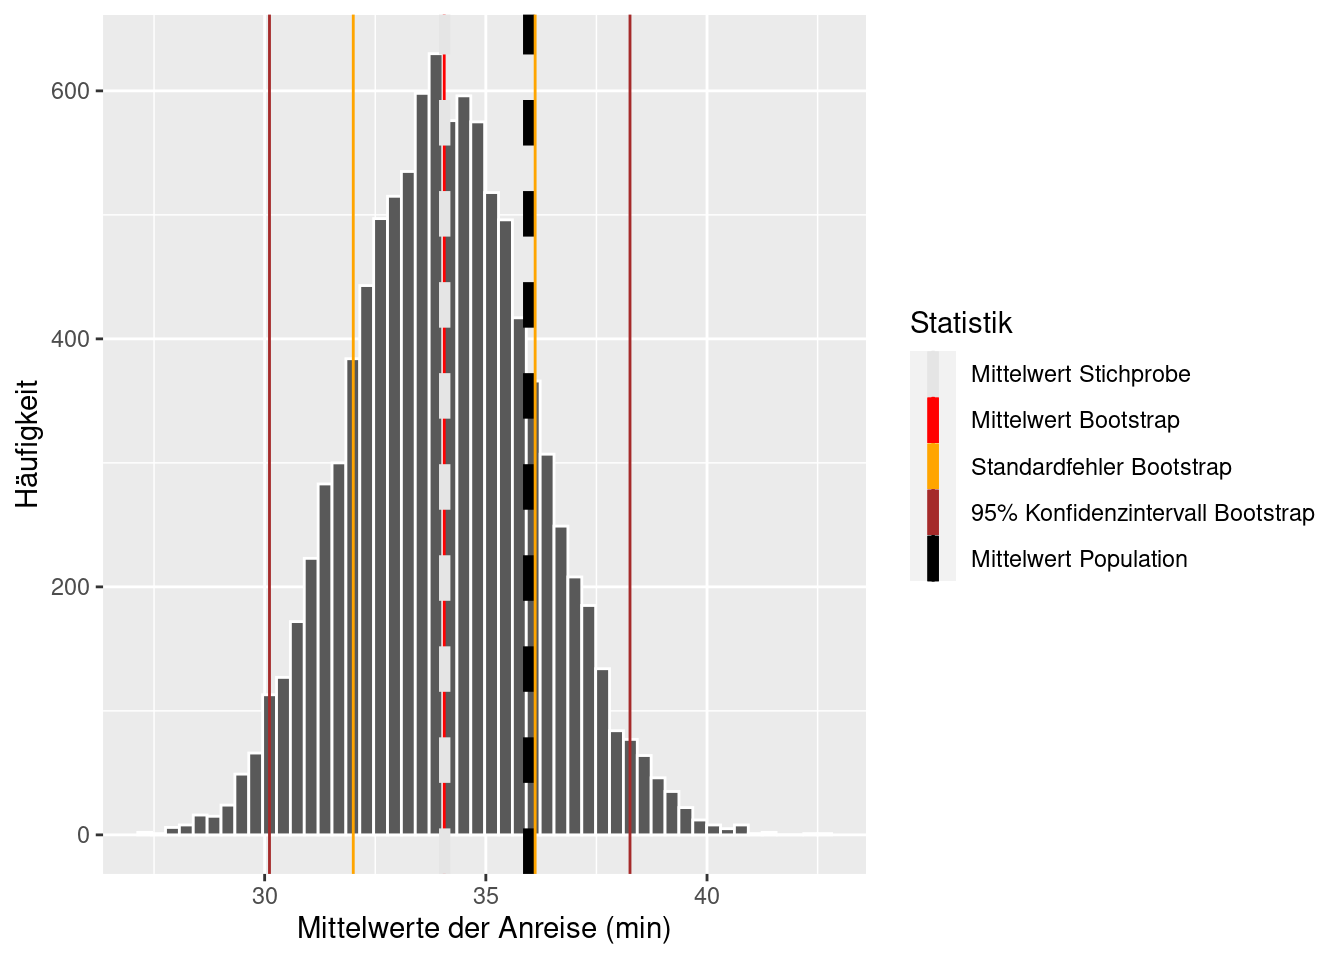 600
400
200
0
Häufigkeit
30
35
40
Mittelwerte der Anreise (min)
Statistik
Mittelwert Stichprobe
Mittelwert Bootstrap
Standardfehler Bootstrap
95% Konfidenzintervall Bootstrap
Mittelwert Population